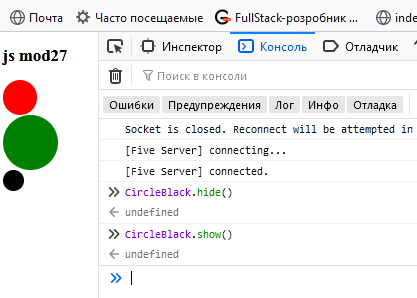 Почта Часто посещаемые FullStack-розробник ... inde
js mod27
Инспектор Консоль Отладчик
Поиск в консоли
Ошибки Предупреждения Лог Инфо Отладка
Socket is closed. Reconnect will be attempted in
[Five Server] connecting...
[Five Server] connected.
CircleBlack.hide()
undefined
CircleBlack.show()
undefined